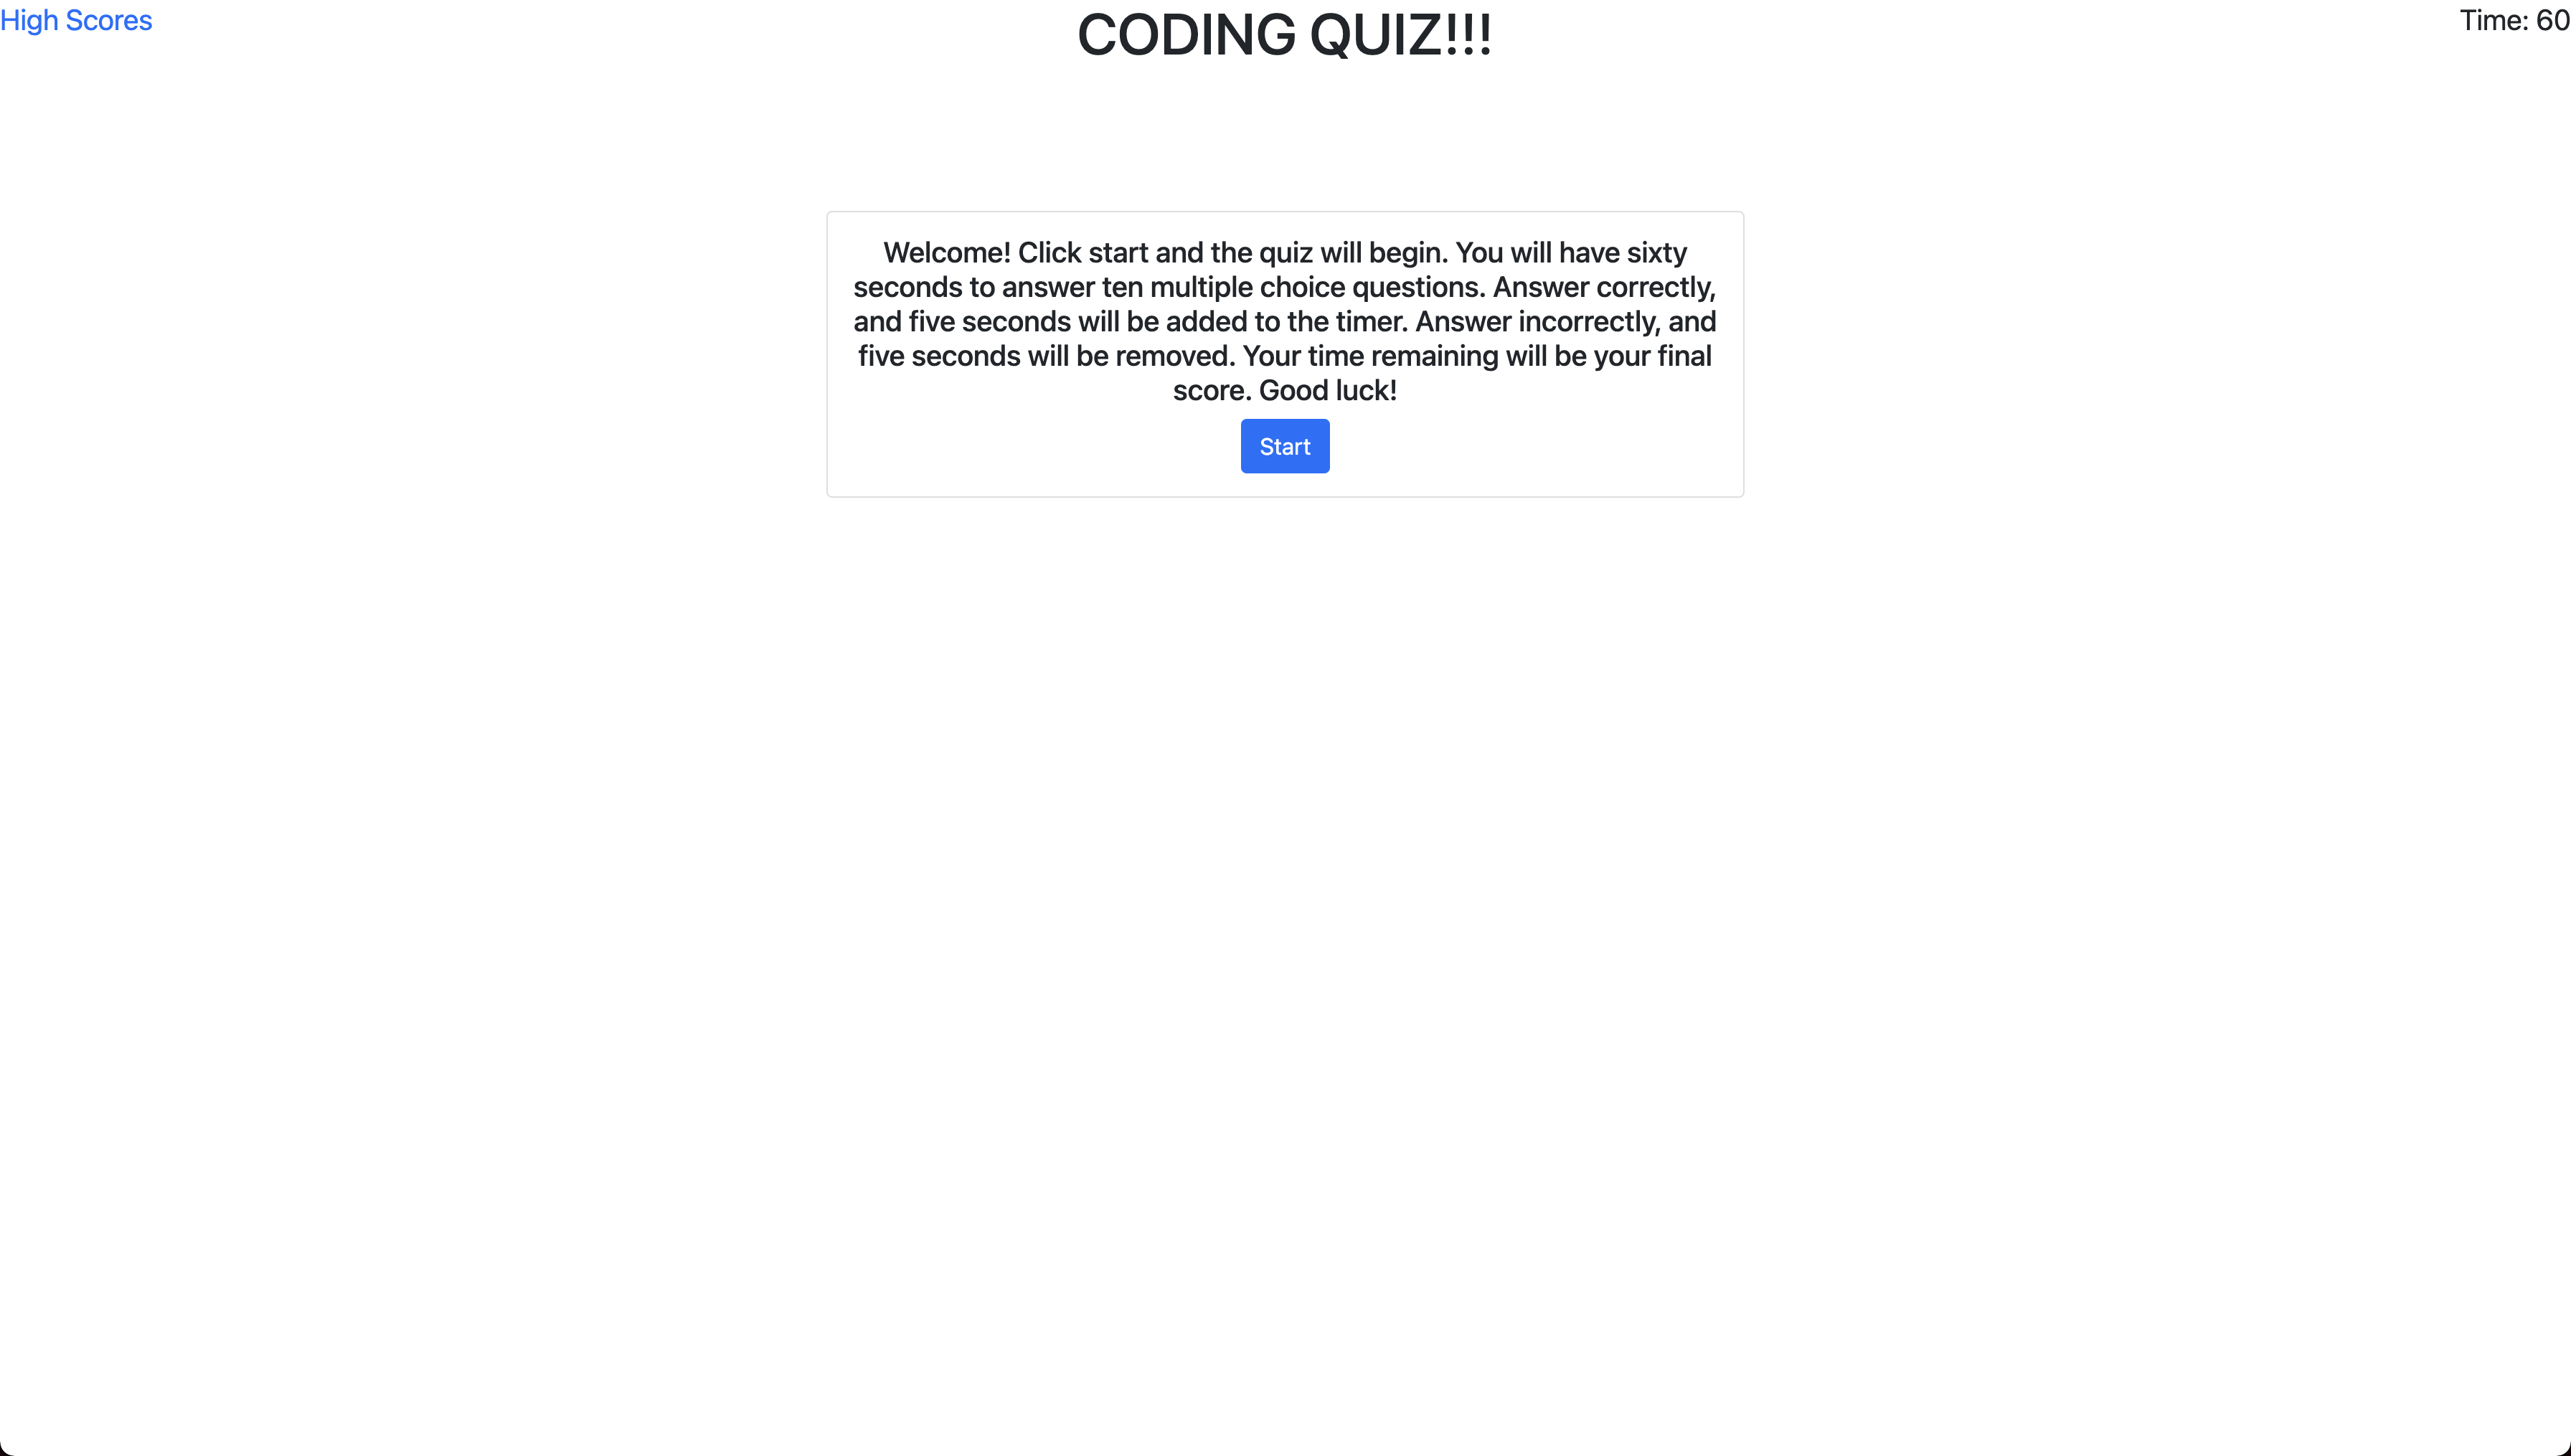 High Scores
CODING QUIZ!!!
Time: 60
Welcome! Click start and the quiz will begin. You will have sixty
seconds to answer ten multiple choice questions. Answer correctly,
and five seconds will be added to the timer. Answer incorrectly, and
five seconds will be removed. Your time remaining will be your final
score. Good luck!
Start